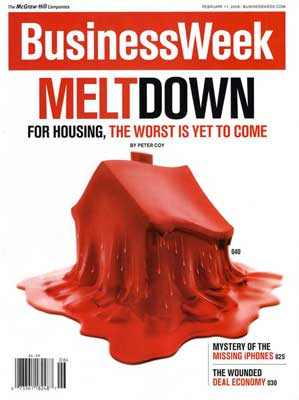 The McGraw·Hill Companies
FEBRUARY 11, 2008 | BUSINESSWEEK.COM
BusinessWeek
MELTDOWN
FOR HOUSING, THE WORST IS YET TO COME
BY PETER COY
040
MYSTERY OF THE
MISSING iPHONES 025
THE WOUNDED
DEAL ECONOMY 030